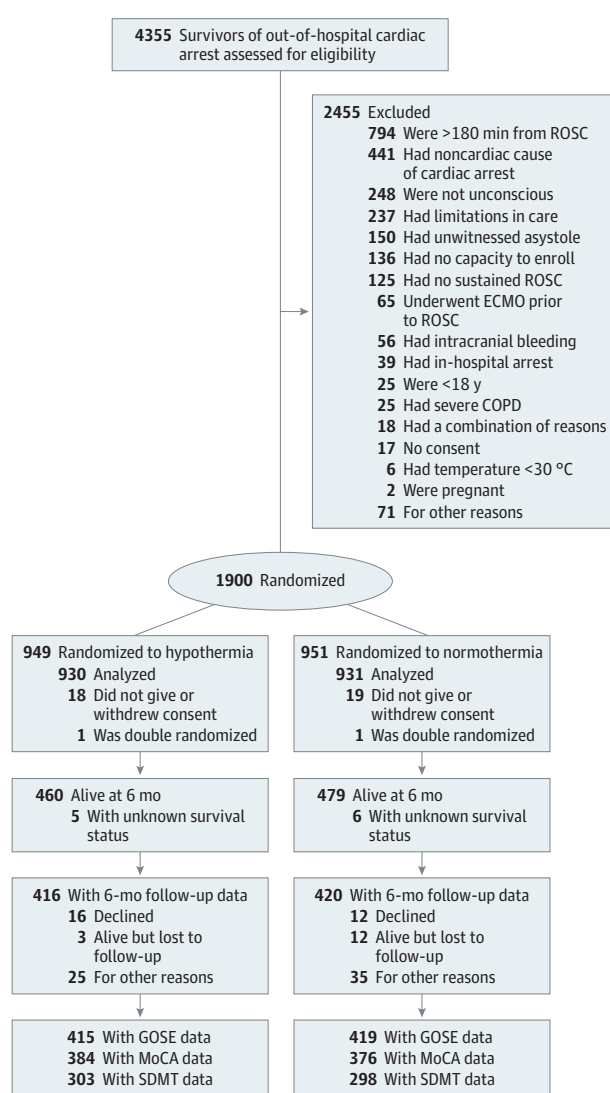 4355 Survivors of out-of-hospital cardiac
arrest assessed for eligibility
2455 Excluded
794 Were >180 min from ROSC
441 Had noncardiac cause
of cardiac arrest
248 Were not unconscious
237 Had limitations in care
150 Had unwitnessed asystole
136 Had no capacity to enroll
125 Had no sustained ROSC
65 Underwent ECMO prior
to ROSC
56 Had intracranial bleeding
39 Had in-hospital arrest
25 Were <18 y
25 Had severe COPD
18 Had a combination of reasons
17 No consent
6 Had temperature <30 °C
2 Were pregnant
71 For other reasons
1900 Randomized
949 Randomized to hypothermia
930 Analyzed
18 Did not give or
withdrew consent
1 Was double randomized
951 Randomized to normothermia
931 Analyzed
19 Did not give or
withdrew consent
1 Was double randomized
460 Alive at 6 mo
5 With unknown survival
status
479 Alive at 6 mo
6 With unknown survival
status
416 With 6-mo follow-up data
16 Declined
3 Alive but lost to
follow-up
25 For other reasons
420 With 6-mo follow-up data
12 Declined
12 Alive but lost to
follow-up
35 For other reasons
415 With GOSE data
384 With MoCA data
303 With SDMT data
419 With GOSE data
376 With MoCA data
298 With SDMT data